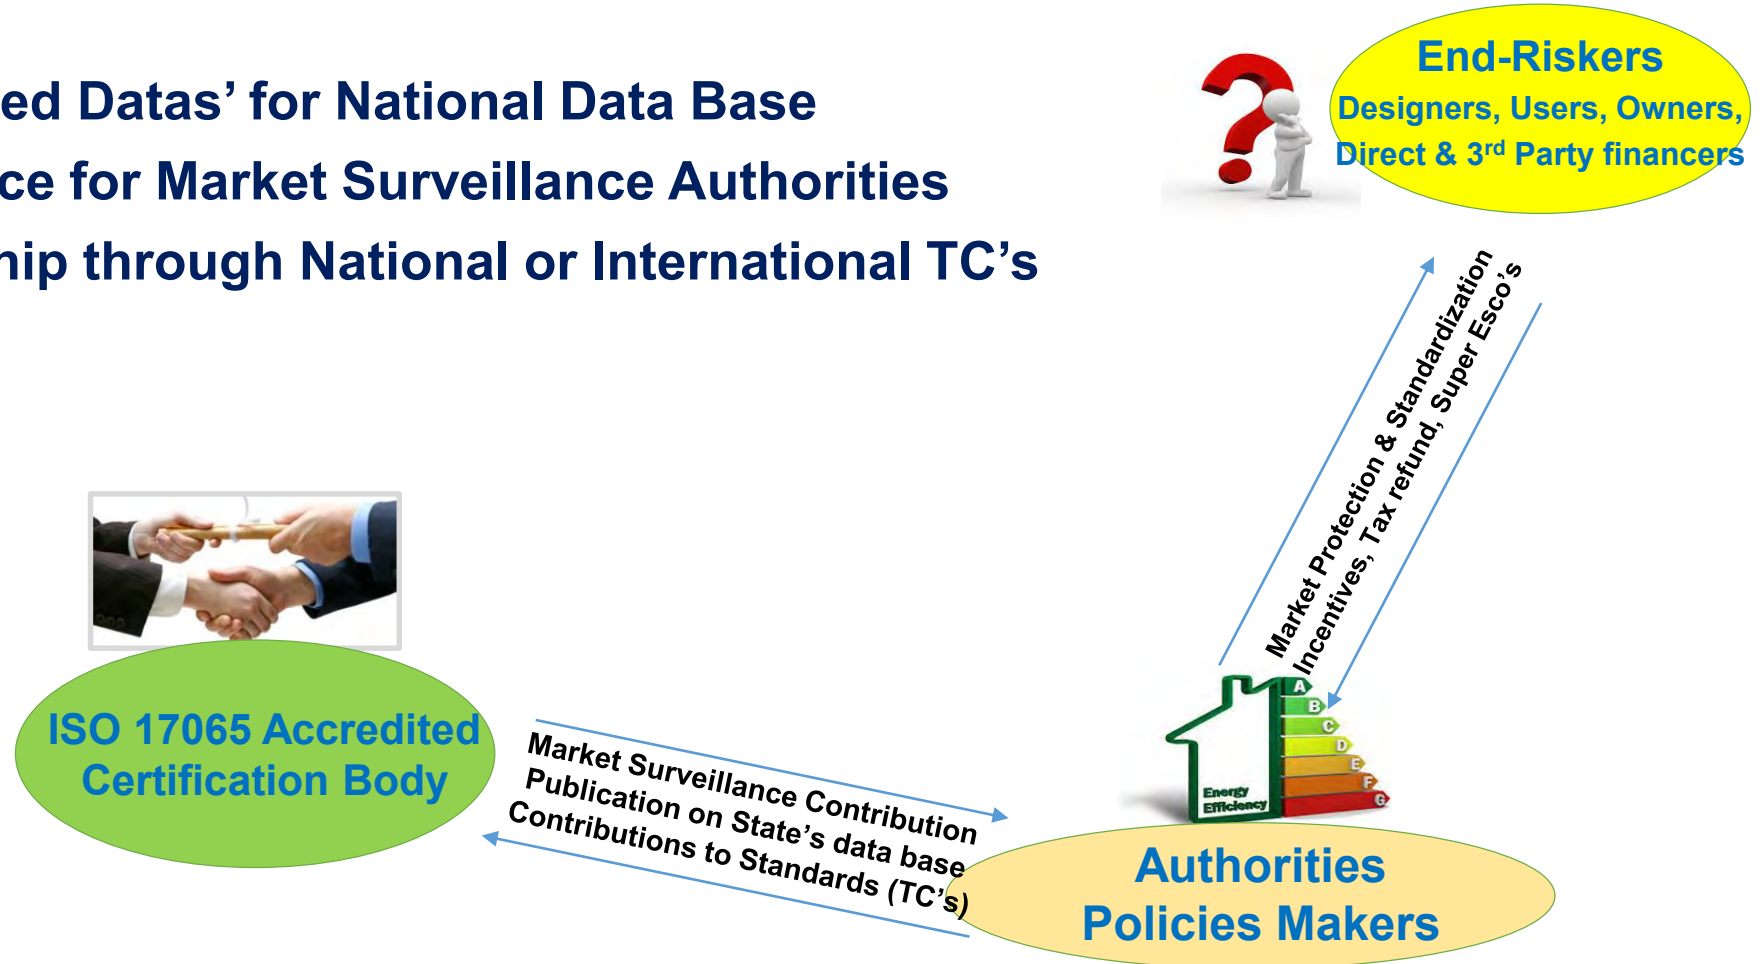 ed Datas’ for National Data Base
ce for Market Surveillance Authorities
hip through National or International TC’s
End-Riskers
Designers, Users, Owners,
Direct & 3rd Party financers
Market Protection & Standardization
Incentives, Tax refund, Super Esco’s
ISO 17065 Accredited
Certification Body
Market Surveillance Contribution
Publication on State’s data base
Contributions to Standards (TC’s)
A
B
C
D
E
F
G
Energy
Efficiency
Authorities
Policies Makers